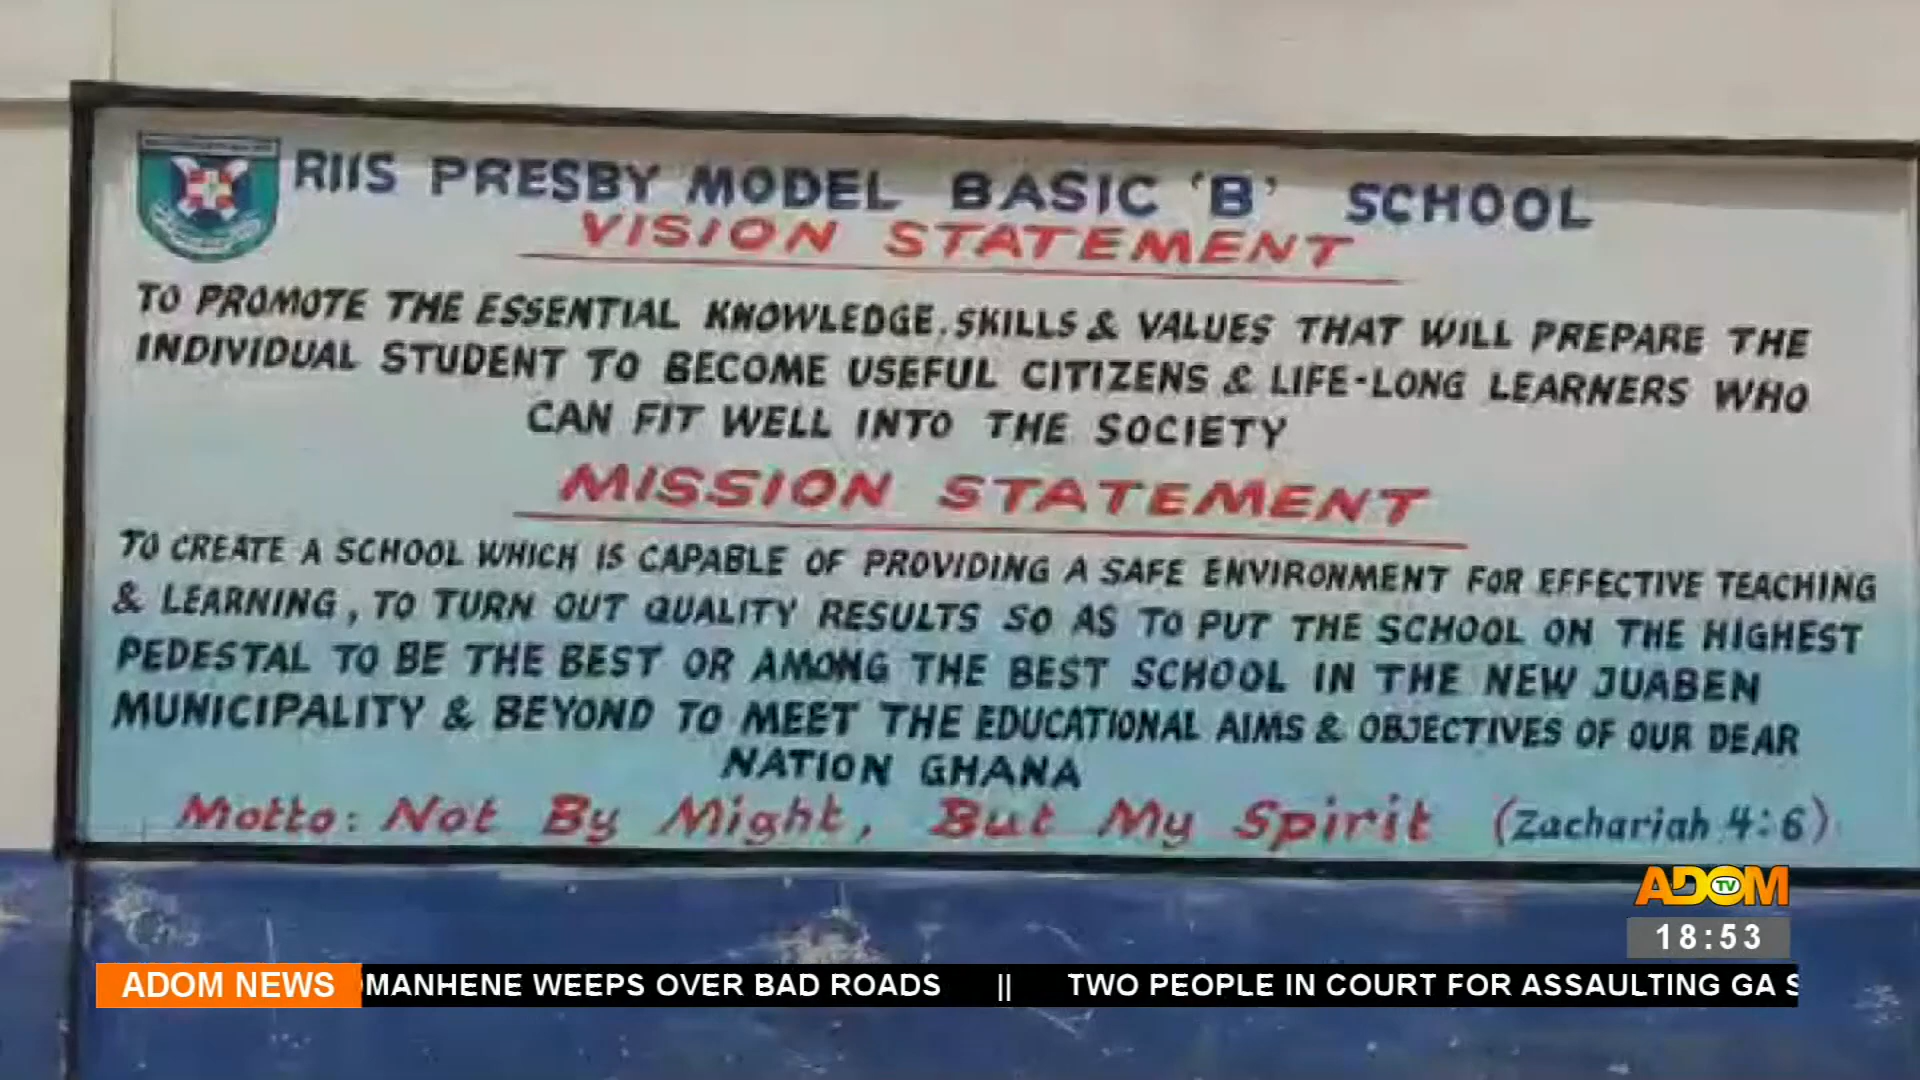 RIIS PRESBY MODEL BASIC 'B' SCHOOL
VISION STATEMENT
TO PROMOTE THE ESSENTIAL KNOWLEDGE, SKILLS & VALUES THAT WILL PREPARE THE
INDIVIDUAL STUDENT TO BECOME USEFUL CITIZENS & LIFE-LONG LEARNERS WHO
CAN FIT WELL INTO THE SOCIETY
MISSION STATEMENT
TO CREATE A SCHOOL WHICH IS CAPABLE OF PROVIDING A SAFE ENVIRONMENT FOR EFFECTIVE TEACHING
& LEARNING, TO TURN OUT QUALITY RESULTS SO AS TO PUT THE SCHOOL ON THE HIGHEST
PEDESTAL TO BE THE BEST OR AMONG THE BEST SCHOOL IN THE NEW JUABEN
MUNICIPALITY & BEYOND TO MEET THE EDUCATIONAL AIMS & OBJECTIVES OF OUR DEAR
NATION GHANA
Motto: Not By Might, But My Spirit (Zachariah 4:6)
ADOM TV
18:53
ADOM NEWS MANHENE WEEPS OVER BAD ROADS || TWO PEOPLE IN COURT FOR ASSAULTING GA S